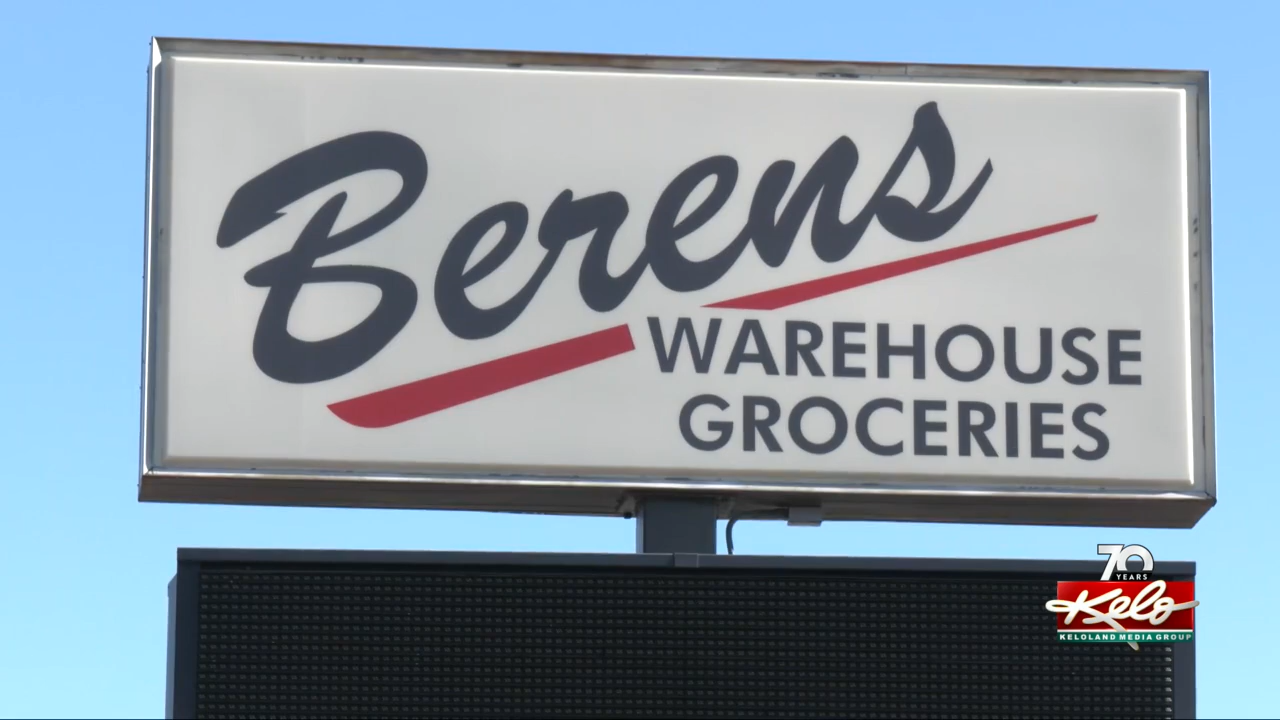 Berens
WAREHOUSE
GROCERIES
70
YEARS
Kelo
KELOLAND MEDIA GROUP